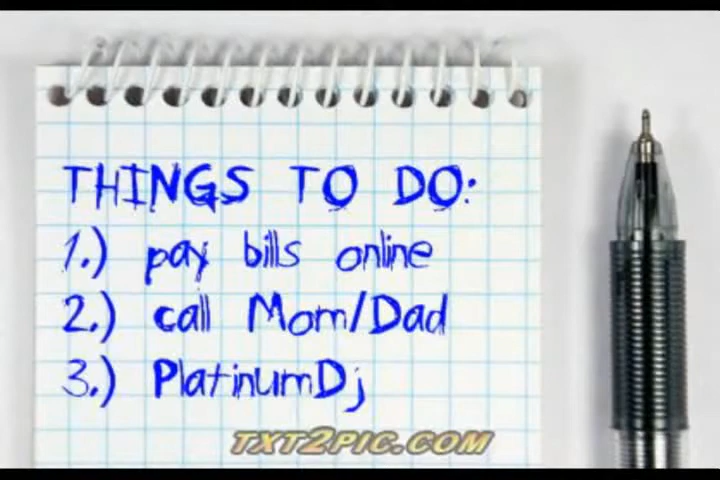 THINGS TO DO:
1.) pay bills online
2.) call Mom/Dad
3.) PlatinumDj
TXT2PIC.COM